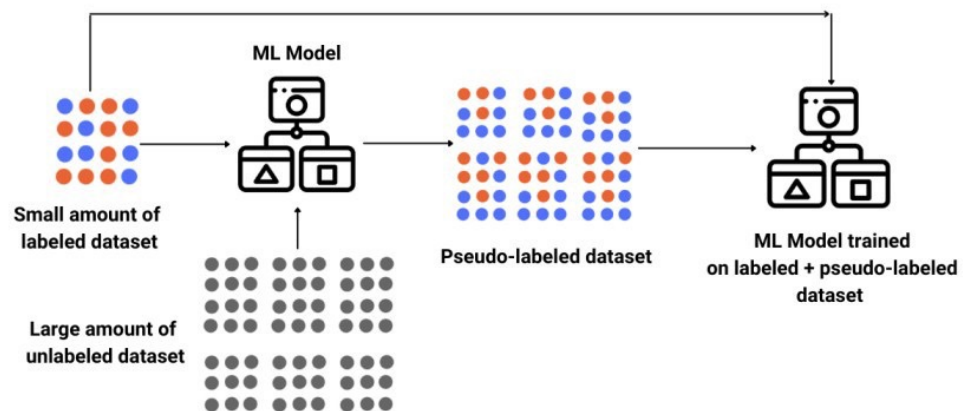 ML Model
Small amount of
labeled dataset
Pseudo-labeled dataset
ML Model trained
on labeled + pseudo-labeled
dataset
Large amount of
unlabeled dataset